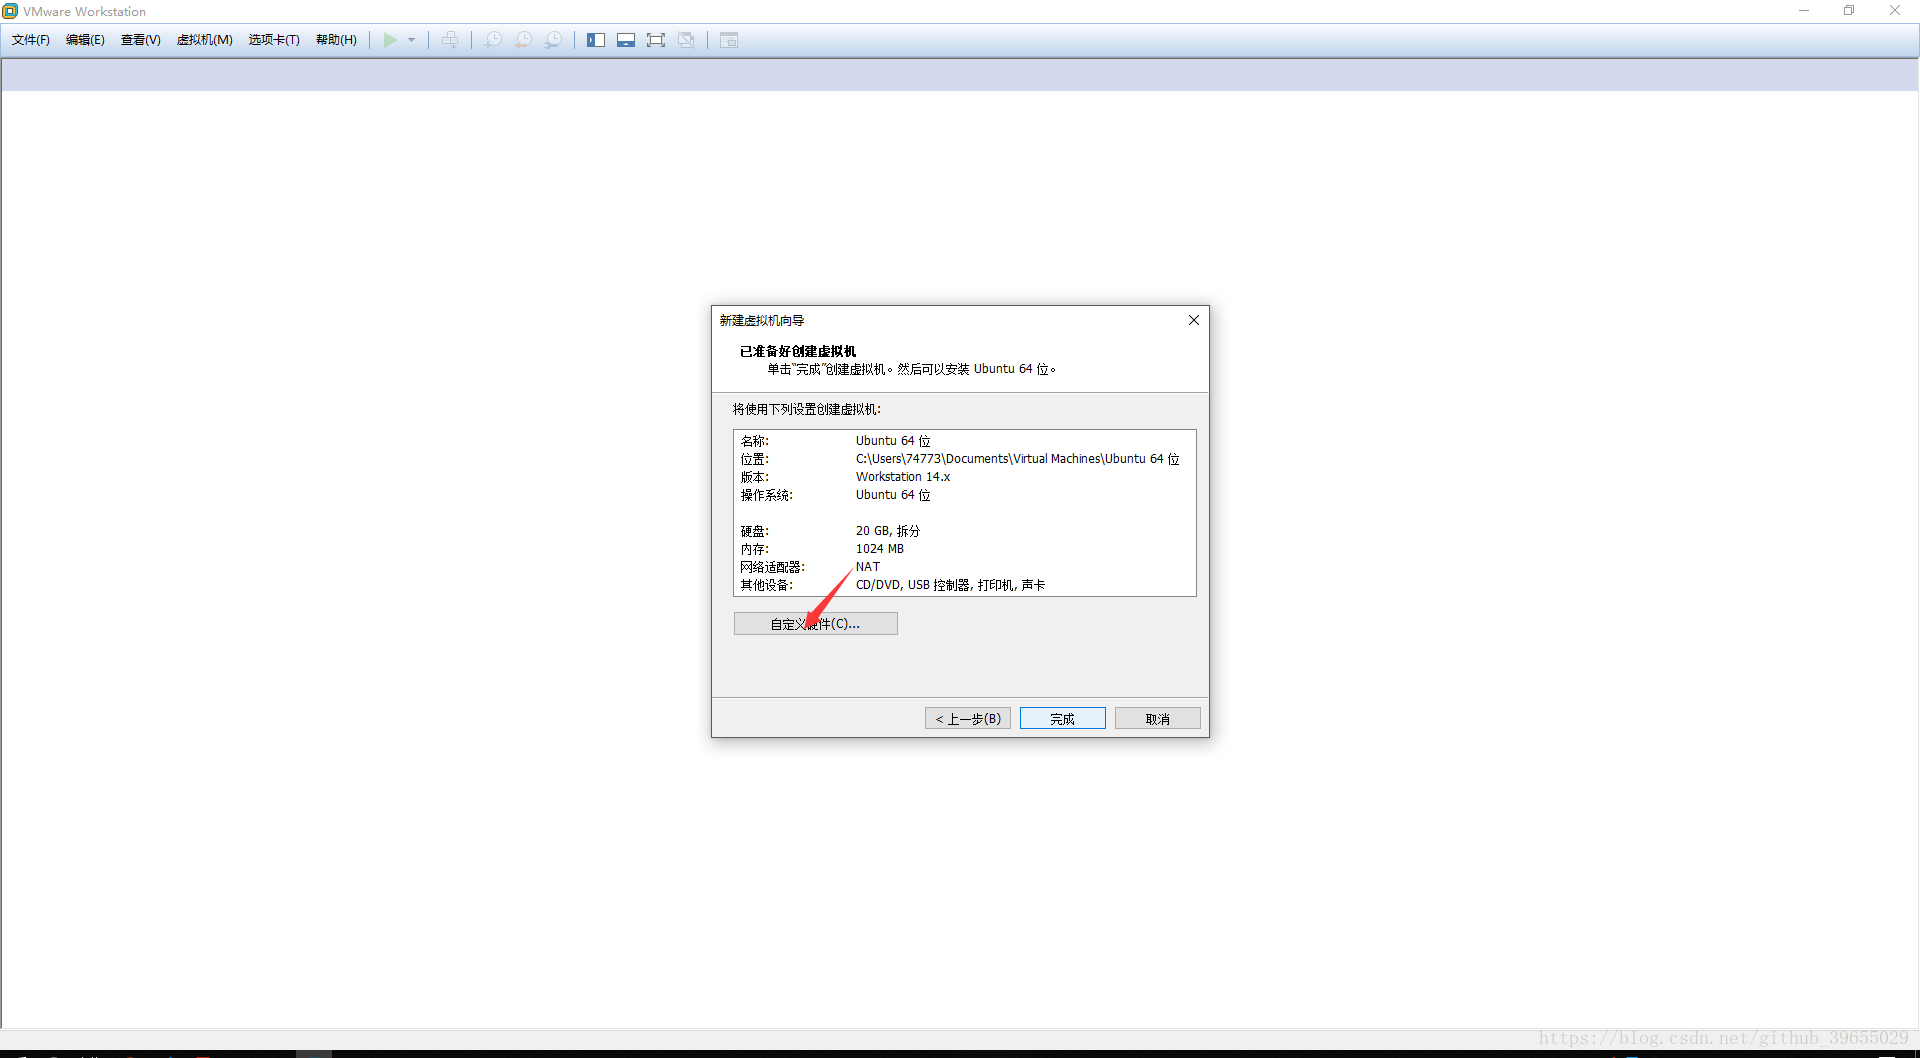 VMware Workstation
文件(F) 编辑(E) 查看(V) 虚拟机(M) 选项卡(T) 帮助(H)
新建虚拟机向导
已准备好创建虚拟机
单击“完成”创建虚拟机。然后可以安装 Ubuntu 64 位。
将使用下列设置创建虚拟机:
名称: Ubuntu 64 位
位置: C:\Users\74773\Documents\Virtual Machines\Ubuntu 64 位
版本: Workstation 14.x
操作系统: Ubuntu 64 位
硬盘: 20 GB, 拆分
内存: 1024 MB
网络适配器: NAT
其他设备: CD/DVD, USB 控制器, 打印机, 声卡
自定义硬件(C)...
< 上一步(B) 完成 取消
https://blog.csdn.net/github_39655029